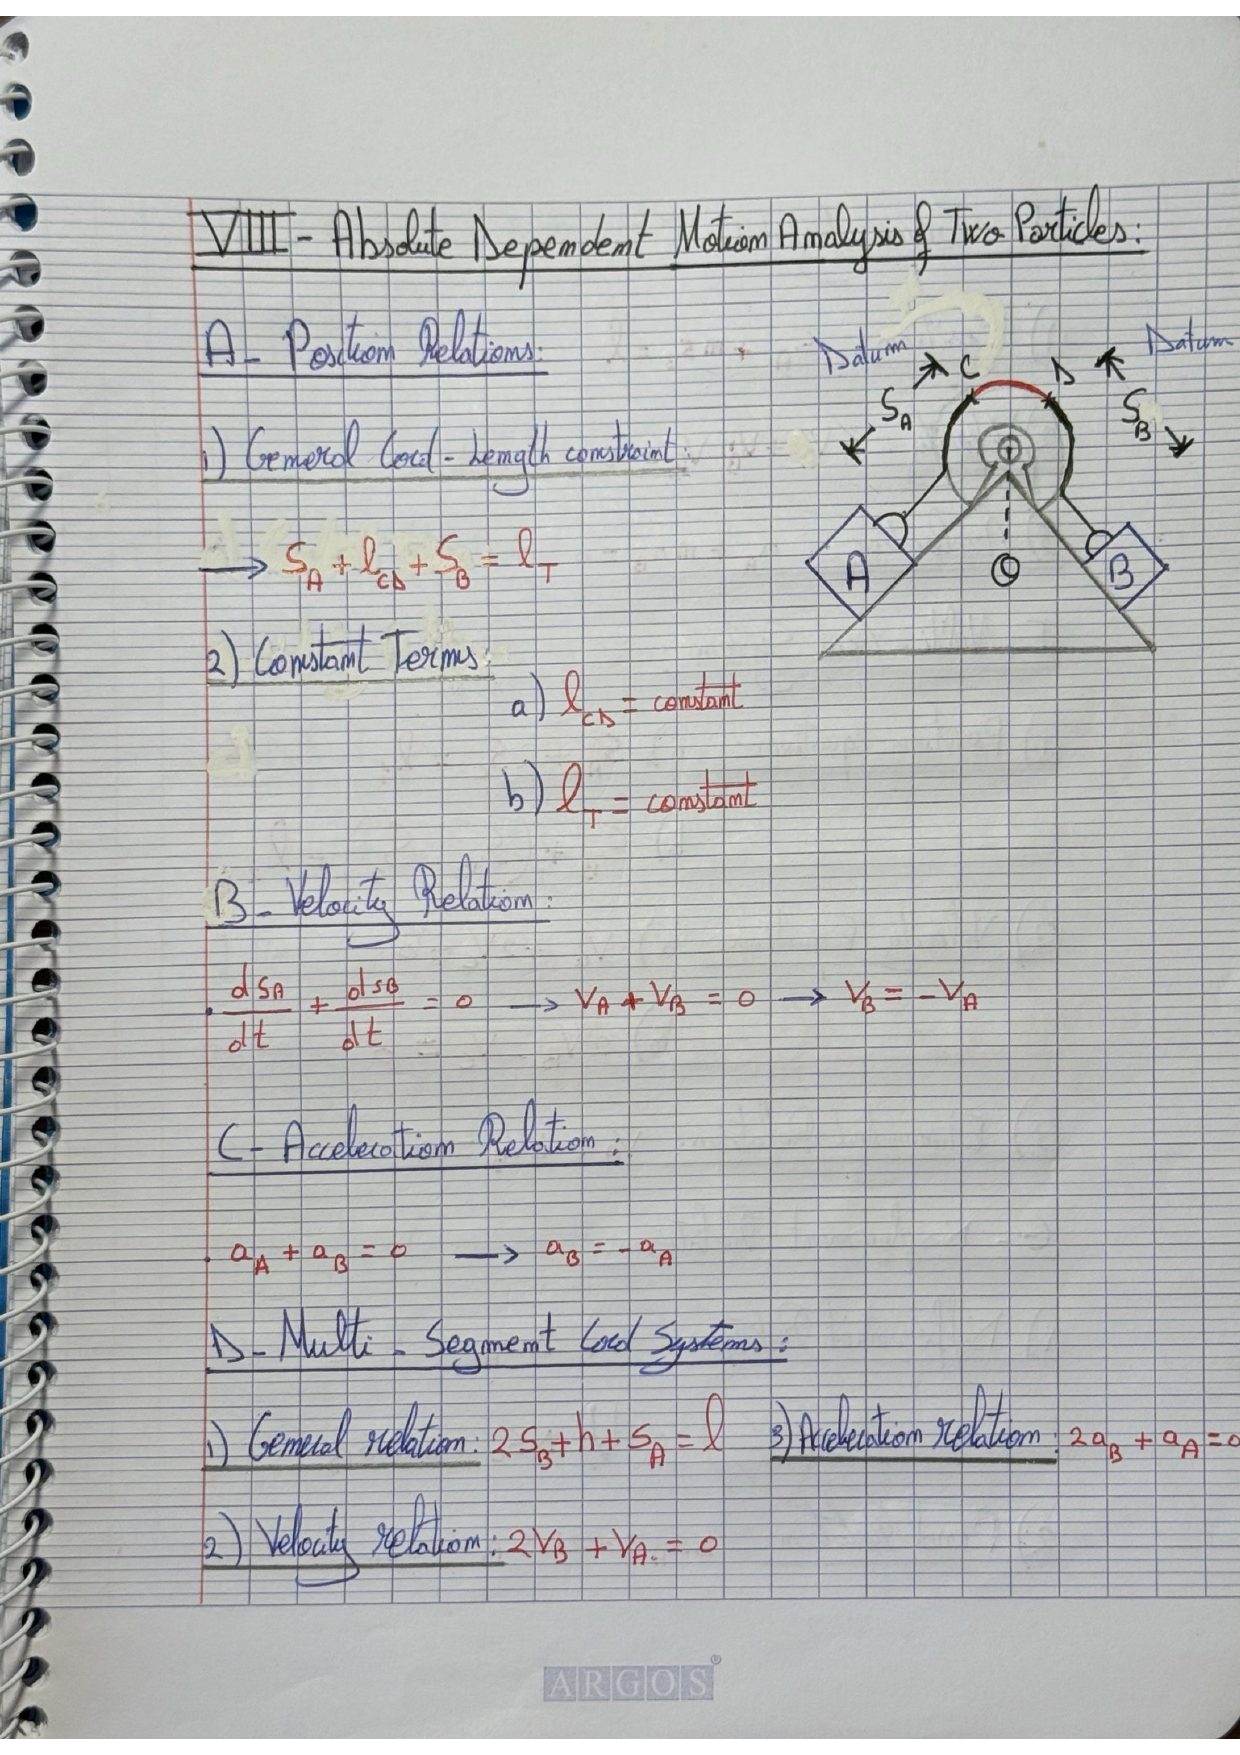 VIII - Absolute Dependent Motion Analysis of Two Particles:
A - Position Relations:
Datum
Datum
C
D
S_A
S_B
1) General Cord - Length constraint:
A
B
O
→ S_A + l_CD + S_B = l_T
2) Constant Terms:
a) l_CD = constant
b) l_T = constant
B - Velocity Relation:
. dS_A/dt + dS_B/dt = 0 → V_A + V_B = 0 → V_B = -V_A
C - Acceleration Relation:
. a_A + a_B = 0 → a_B = -a_A
D - Multi - Segment Cord Systems:
1) General relation: 2S_B + h + S_A = l
3) Acceleration relation: 2a_B + a_A = 0
2) Velocity relation: 2V_B + V_A. = 0
ARGOS®